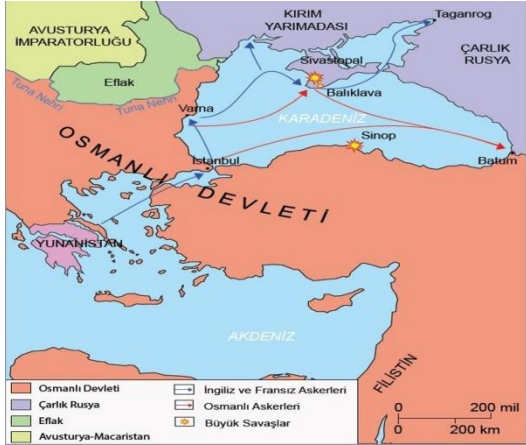 AVUSTURYA
İMPARATORLUĞU
KIRIM
YARIMADASI
Taganrog
ÇARLIK
RUSYA
Eflak
Sivastopal
Balıklava
Tuna Nehri
Tuna Nehri
Varna
KARADENİZ
Sinop
Batum
İstanbul
OSMANLI DEVLETİ
YUNANİSTAN
AKDENİZ
FİLİSTİN
Osmanlı Devleti
Çarlık Rusya
Eflak
Avusturya-Macaristan
İngiliz ve Fransız Askerleri
Osmanlı Askerleri
Büyük Savaşlar
0 200 mil
0 200 km